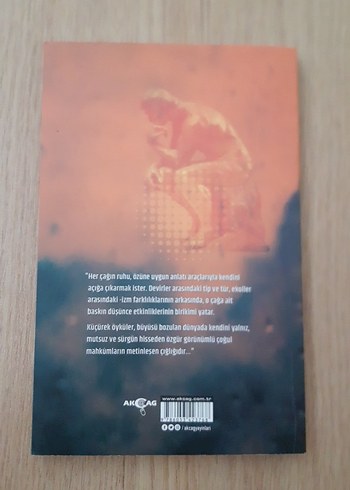 "Her çağın ruhu, özüne uygun anlatı araçlarıyla kendini
açığa çıkarmak ister. Devirler arasındaki tip ve tür, ekoller
arasındaki -izm farklılıklarının arkasında, o çağa ait
baskın düşünce etkinliklerinin birikimi yatar.
Küçürek öyküler, büyüsü bozulan dünyada kendini yalnız,
mutsuz ve sürgün hisseden özgür görünümlü çoğul
mahkûmların metinleşen çığlığıdır..."
AKÇAĞ
www.akcag.com.tr
/ akcagyayinlari